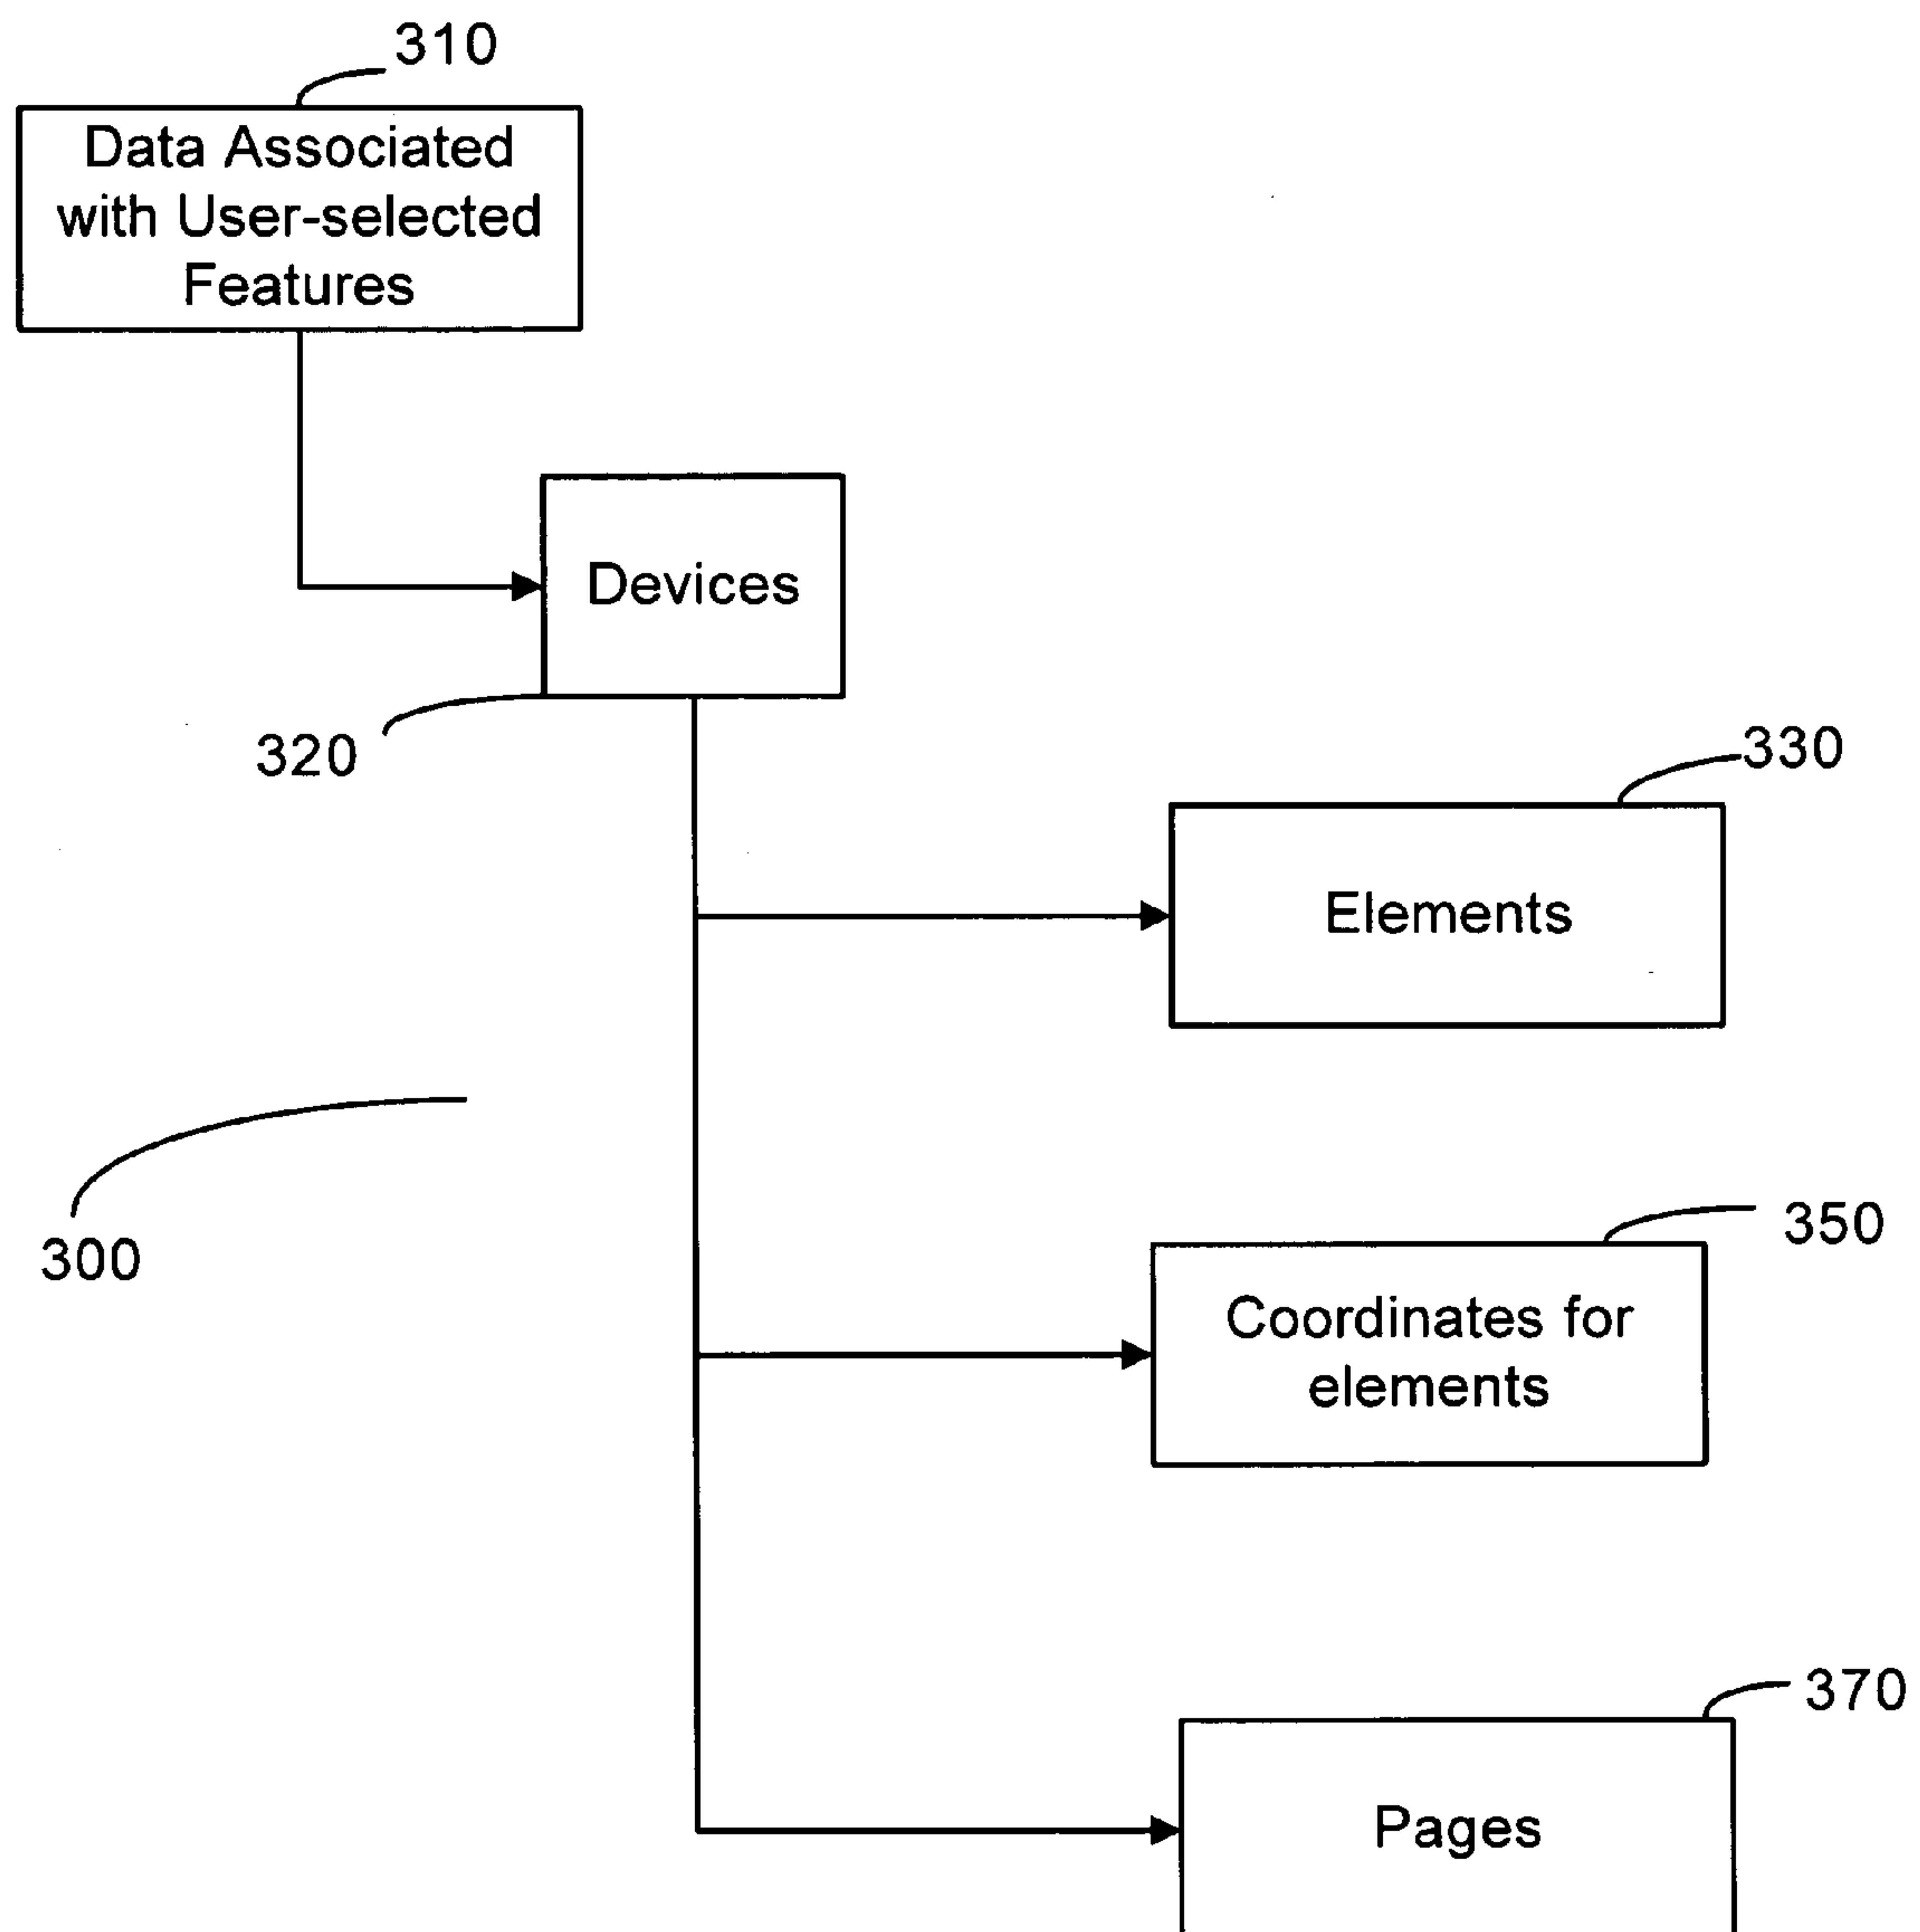 310
Data Associated
with User-selected
Features
Devices
320
330
Elements
300
350
Coordinates for
elements
370
Pages